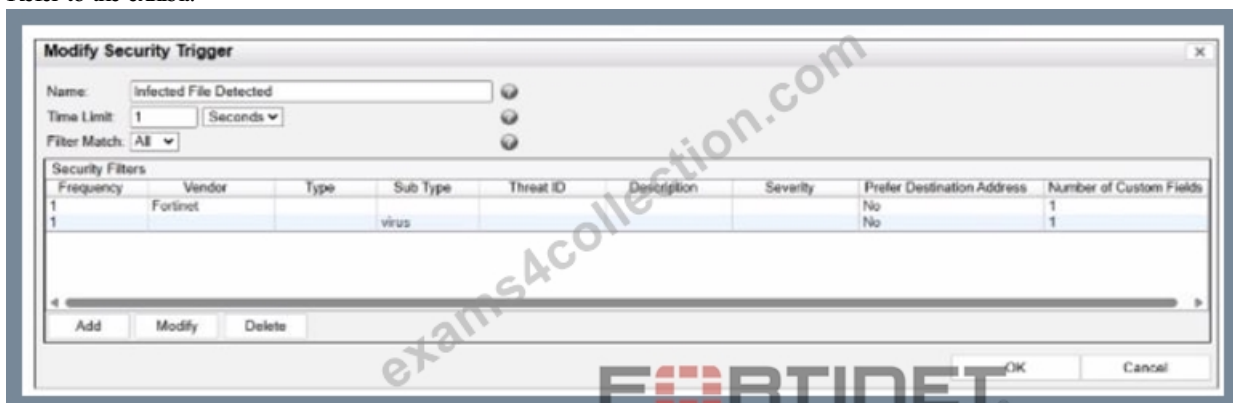 Modify Security Trigger
Name: Infected File Detected
Time Limit: 1 Seconds
Filter Match: All
Security Filters
Frequency Vendor Type Sub Type Threat ID Description Severity Prefer Destination Address Number of Custom Fields
1 Fortinet No 1
1 virus No 1
Add Modify Delete
OK Cancel
exams4collection.com
FORTINET